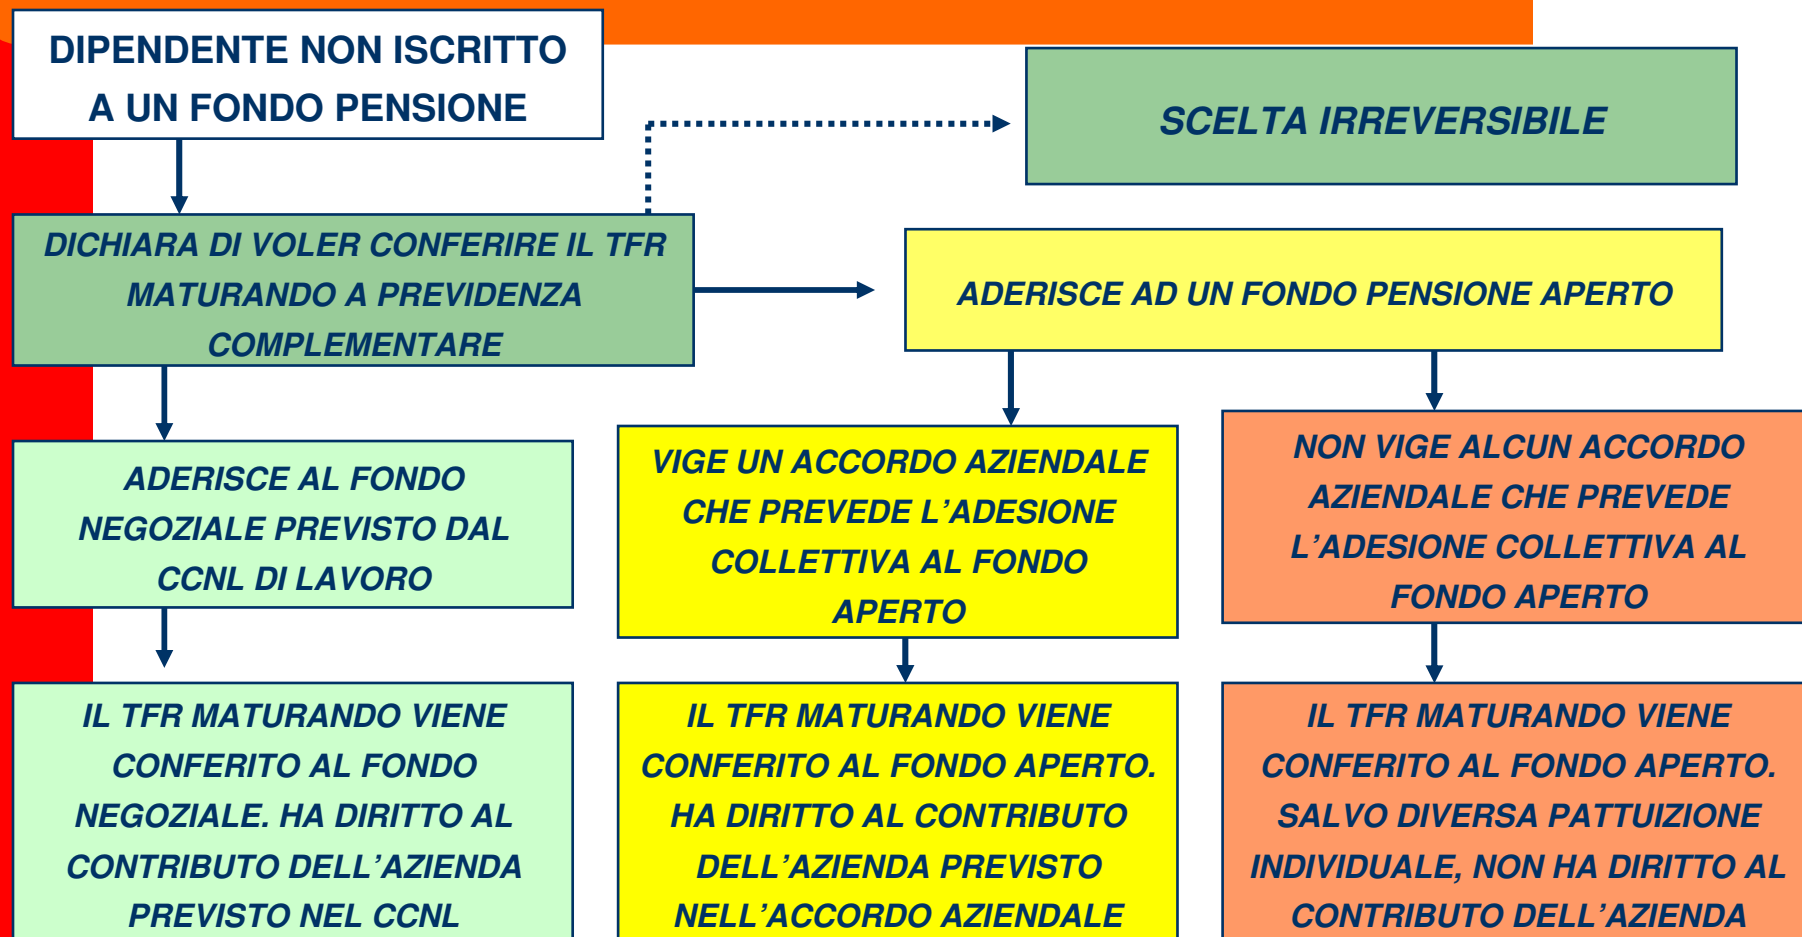 DIPENDENTE NON ISCRITTO
A UN FONDO PENSIONE
SCELTA IRREVERSIBILE
DICHIARA DI VOLER CONFERIRE IL TFR
MATURANDO A PREVIDENZA
COMPLEMENTARE
ADERISCE AD UN FONDO PENSIONE APERTO
ADERISCE AL FONDO
NEGOZIALE PREVISTO DAL
CCNL DI LAVORO
VIGE UN ACCORDO AZIENDALE
CHE PREVEDE L’ADESIONE
COLLETTIVA AL FONDO
APERTO
NON VIGE ALCUN ACCORDO
AZIENDALE CHE PREVEDE
L’ADESIONE COLLETTIVA AL
FONDO APERTO
IL TFR MATURANDO VIENE
CONFERITO AL FONDO
NEGOZIALE. HA DIRITTO AL
CONTRIBUTO DELL’AZIENDA
PREVISTO NEL CCNL
IL TFR MATURANDO VIENE
CONFERITO AL FONDO APERTO.
HA DIRITTO AL CONTRIBUTO
DELL’AZIENDA PREVISTO
NELL’ACCORDO AZIENDALE
IL TFR MATURANDO VIENE
CONFERITO AL FONDO APERTO.
SALVO DIVERSA PATTUIZIONE
INDIVIDUALE, NON HA DIRITTO AL
CONTRIBUTO DELL’AZIENDA